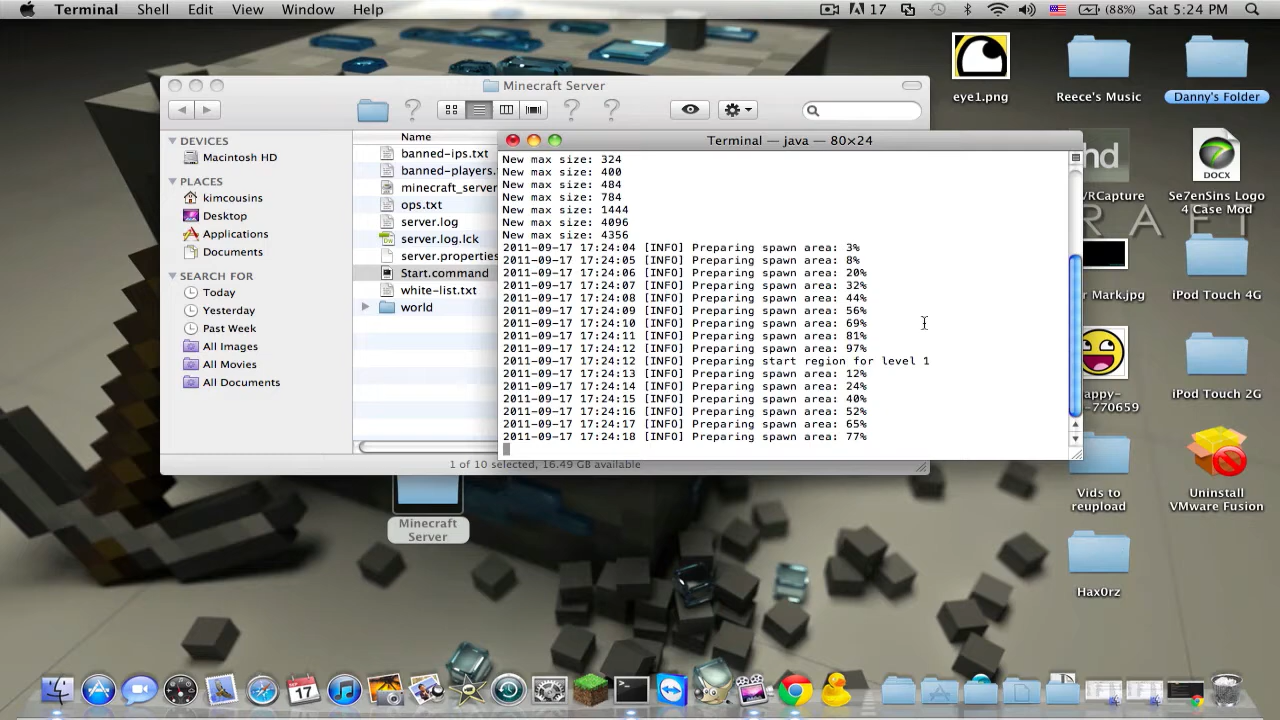 Terminal Shell Edit View Window Help
17 (88%) Sat 5:24 PM
Minecraft Server
DEVICES
Macintosh HD
PLACES
kimcousins
Desktop
Applications
Documents
SEARCH FOR
Today
Yesterday
Past Week
All Images
All Movies
All Documents
Name
banned-ips.txt
banned-players.
minecraft_server
ops.txt
server.log
server.log.lck
server.properties
Start.command
white-list.txt
world
1 of 10 selected, 16.49 GB available
Terminal — java — 80×24
New max size: 324
New max size: 400
New max size: 484
New max size: 784
New max size: 1444
New max size: 4096
New max size: 4356
2011-09-17 17:24:04 [INFO] Preparing spawn area: 3%
2011-09-17 17:24:05 [INFO] Preparing spawn area: 8%
2011-09-17 17:24:06 [INFO] Preparing spawn area: 20%
2011-09-17 17:24:07 [INFO] Preparing spawn area: 32%
2011-09-17 17:24:08 [INFO] Preparing spawn area: 44%
2011-09-17 17:24:09 [INFO] Preparing spawn area: 56%
2011-09-17 17:24:10 [INFO] Preparing spawn area: 69%
2011-09-17 17:24:11 [INFO] Preparing spawn area: 81%
2011-09-17 17:24:12 [INFO] Preparing spawn area: 97%
2011-09-17 17:24:12 [INFO] Preparing start region for level 1
2011-09-17 17:24:13 [INFO] Preparing spawn area: 12%
2011-09-17 17:24:14 [INFO] Preparing spawn area: 24%
2011-09-17 17:24:15 [INFO] Preparing spawn area: 40%
2011-09-17 17:24:16 [INFO] Preparing spawn area: 52%
2011-09-17 17:24:17 [INFO] Preparing spawn area: 65%
2011-09-17 17:24:18 [INFO] Preparing spawn area: 77%
Minecraft
Server
eye1.png
Reece's Music
Danny's Folder
hd
VRCapture
DOCX
Se7enSins Logo
4 Case Mod
R A F T
r Mark.jpg
iPod Touch 4G
appy-
-770659
iPod Touch 2G
Vids to
reupload
Uninstall
VMware Fusion
Hax0rz
SEP
17